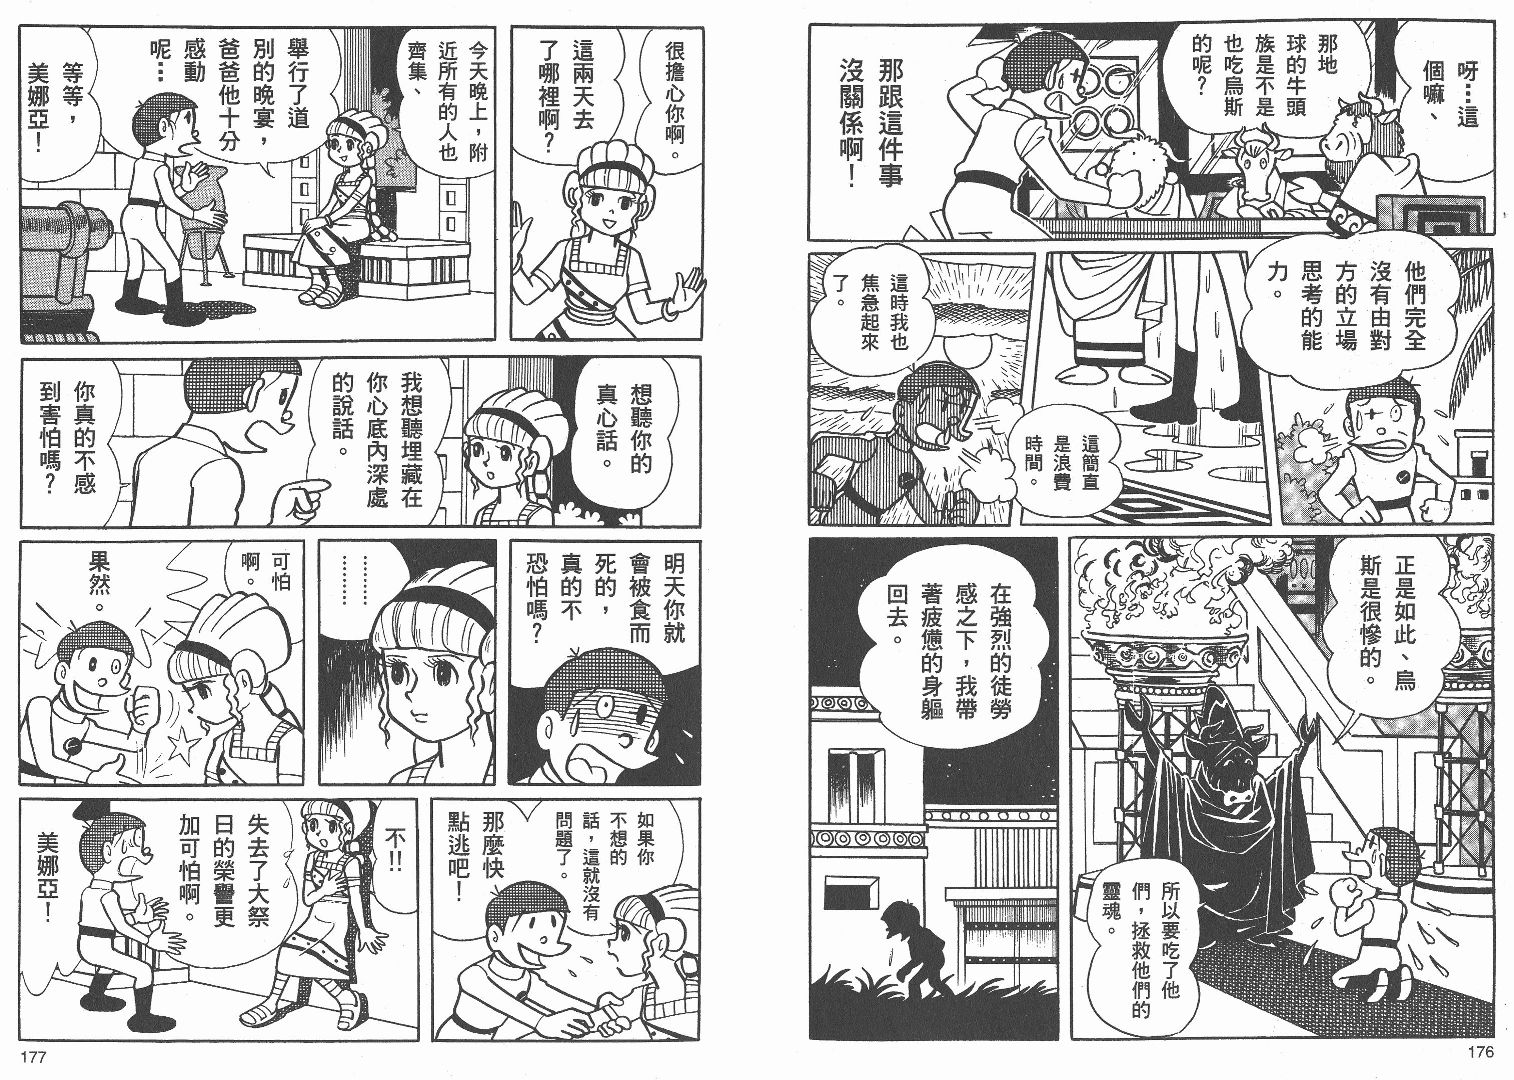 呀…這
個嘛、
那地
球的牛頭
族是不是
也吃烏斯
的呢?
那跟這件事
沒關係啊!
他們完全
沒有由對
方的立場
思考的能
力。
這簡直
是浪費
時間。
這時我也
焦急起來
了。
正是如此、烏
斯是很慘的。
所以要吃了他
們,拯救他們的
靈魂。
在強烈的徒勞
感之下,我帶
著疲憊的身軀
回去。
176
很擔心你啊。
這兩天去
了哪裡啊?
今天晚上,附
近所有的人也
齊集、
舉行了道
別的晚宴,
爸爸他十分
感動
呢…
等等,
美娜亞!
想聽你的
真心話。
我想聽埋藏在
你心底內深處
的說話。
你真的不感
到害怕嗎?
明天你就
會被食而
死的,
真的不
恐怕嗎?
………
可怕
啊。
果然。
如果你
不想的
話,這就沒有
問題了。
那麼快
點逃吧!
不!!
失去了大祭
日的榮譽更
加可怕啊。
美娜亞!
177